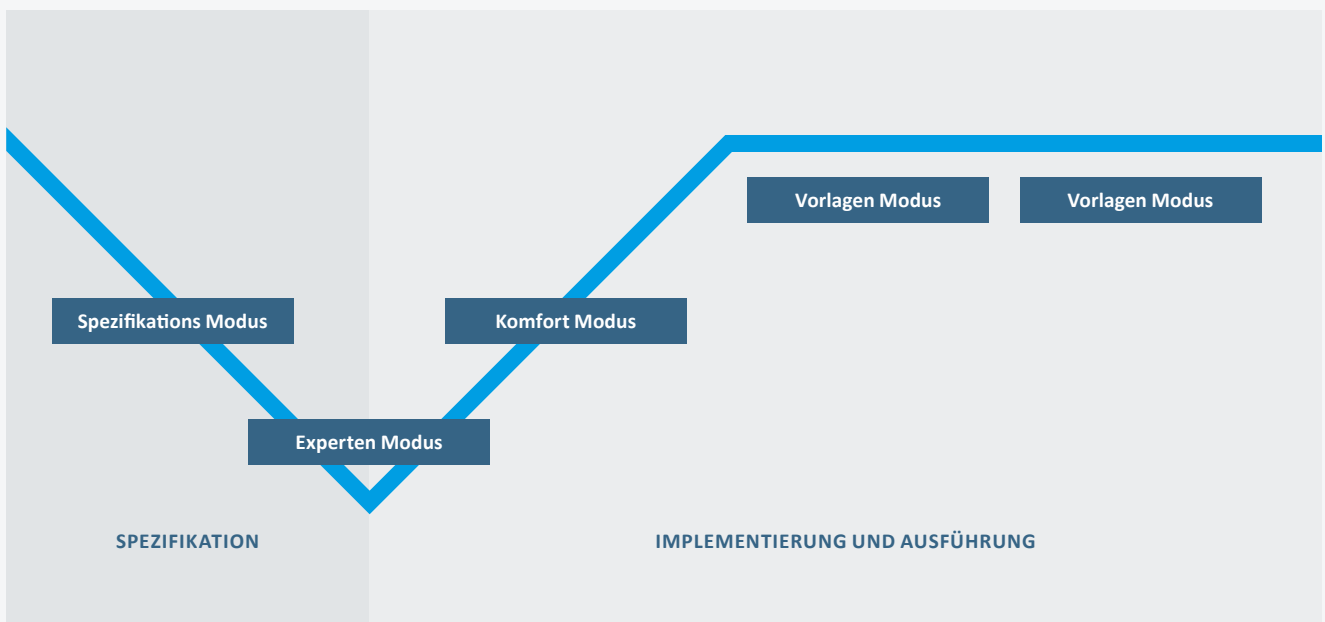 Vorlagen Modus
Vorlagen Modus
Spezifikations Modus
Komfort Modus
Experten Modus
SPEZIFIKATION
IMPLEMENTIERUNG UND AUSFÜHRUNG